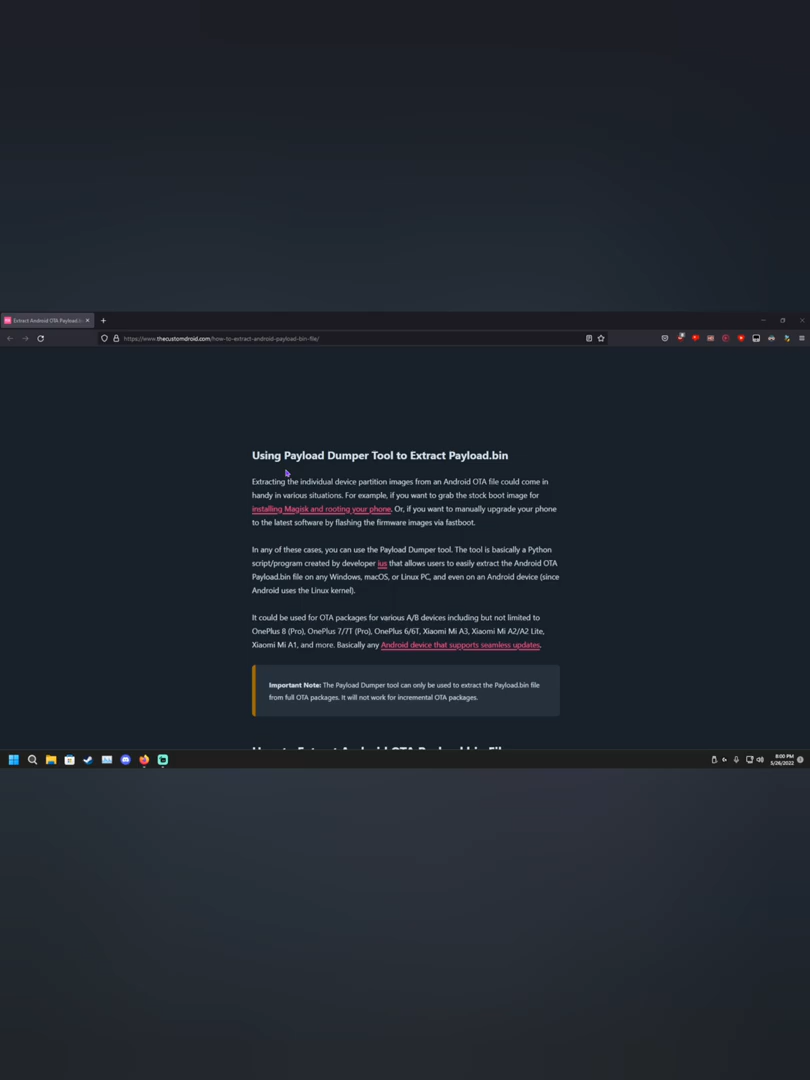 Extract Android OTA Payload.b
https://www.thecustomdroid.com/how-to-extract-android-payload-bin-file/
Using Payload Dumper Tool to Extract Payload.bin
Extracting the individual device partition images from an Android OTA file could come in
handy in various situations. For example, if you want to grab the stock boot image for
installing Magisk and rooting your phone. Or, if you want to manually upgrade your phone
to the latest software by flashing the firmware images via fastboot.
In any of these cases, you can use the Payload Dumper tool. The tool is basically a Python
script/program created by developer ius that allows users to easily extract the Android OTA
Payload.bin file on any Windows, macOS, or Linux PC, and even on an Android device (since
Android uses the Linux kernel).
It could be used for OTA packages for various A/B devices including but not limited to
OnePlus 8 (Pro), OnePlus 7/7T (Pro), OnePlus 6/6T, Xiaomi Mi A3, Xiaomi Mi A2/A2 Lite,
Xiaomi Mi A1, and more. Basically any Android device that supports seamless updates.
Important Note: The Payload Dumper tool can only be used to extract the Payload.bin file
from full OTA packages. It will not work for incremental OTA packages.
How to Extract Android OTA Payload.bin File
8:00 PM
5/26/2022